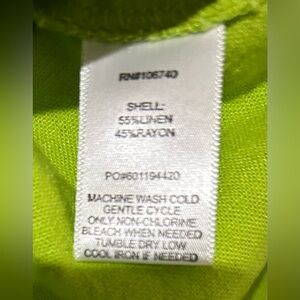 RN#106740
SHELL:
55%LINEN
45%RAYON
PO#601194420
MACHINE WASH COLD
GENTLE CYCLE
ONLY NON-CHLORINE
BLEACH WHEN NEEDED
TUMBLE DRY LOW
COOL IRON IF NEEDED